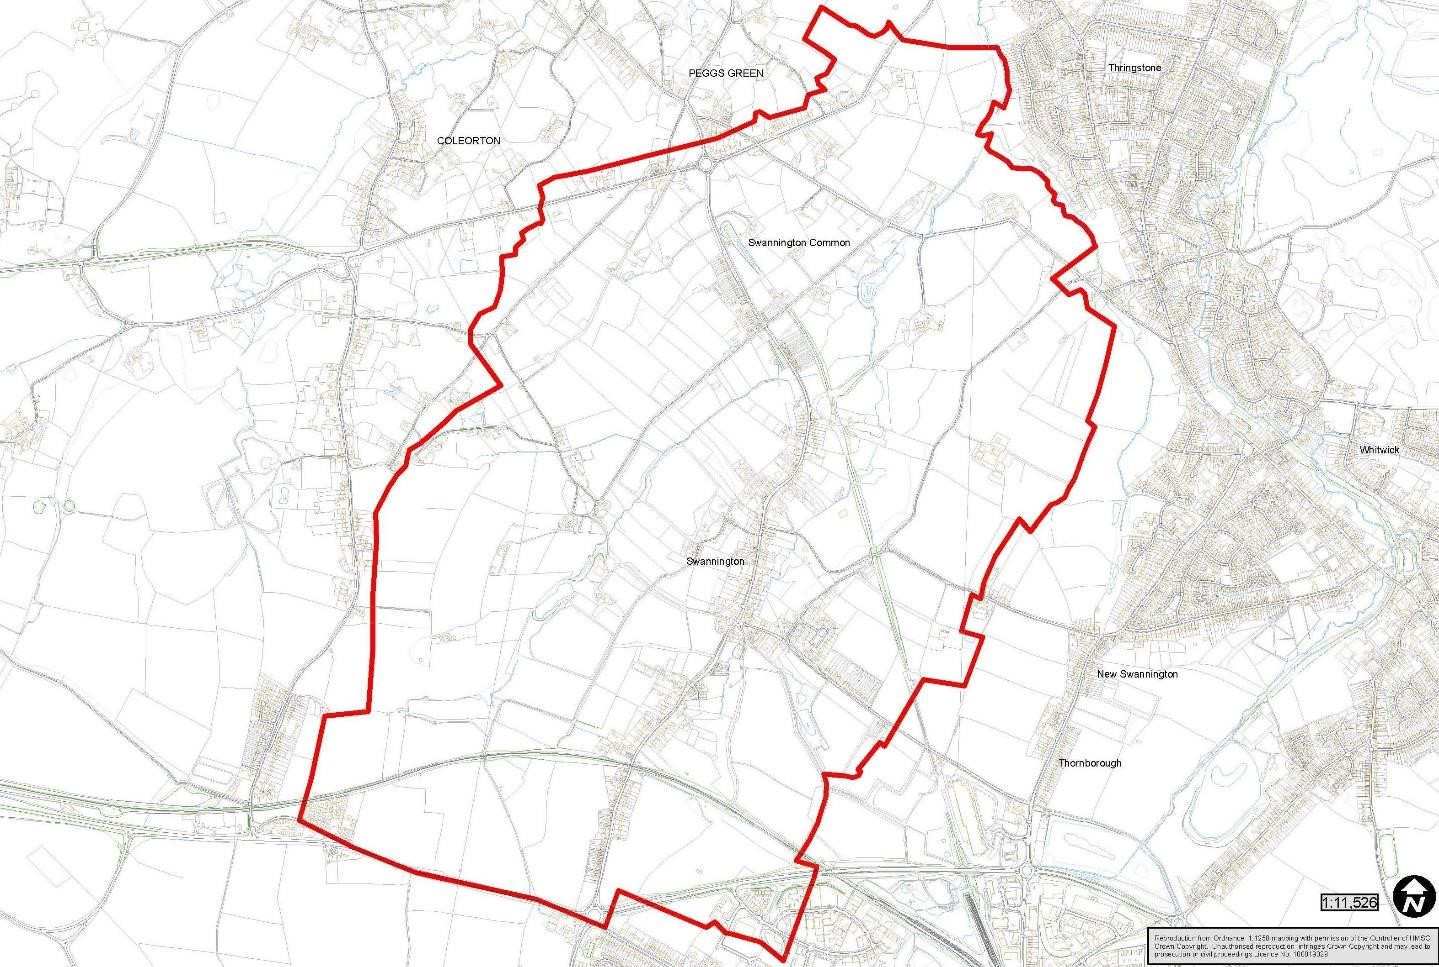 Thringstone
PEGGS GREEN
COLEORTON
Swannington Common
Whitwick
Swannington
New Swannington
Thornborough
1:11,526
N
Reproduction from Ordnance 1:1250 mapping with permission of the Controller of HMSO
Crown Copyright. Unauthorised reproduction infringes Crown Copyright and may lead to
prosecution or civil proceedings Licence No: 100019329